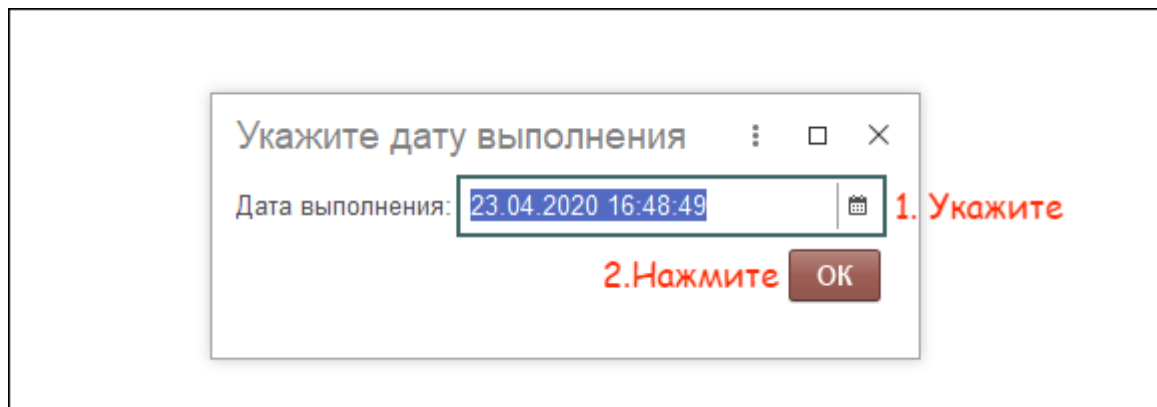 Укажите дату выполнения
Дата выполнения: 23.04.2020 16:48:49 1. Укажите
2.Нажмите ОК